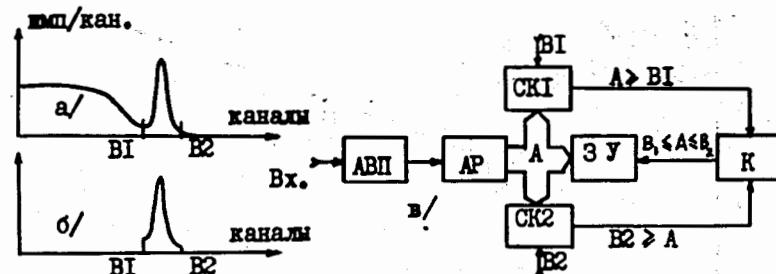 имп/кан.
а/
каналы
В1 В2
б/
каналы
В1 В2
Вх.
АВП
АР
А
ЗУ
К
СК1
СК2
В1
В2
А ≥ В1
В₁ ≤ А ≤ В₂
В2 ≥ А
в/